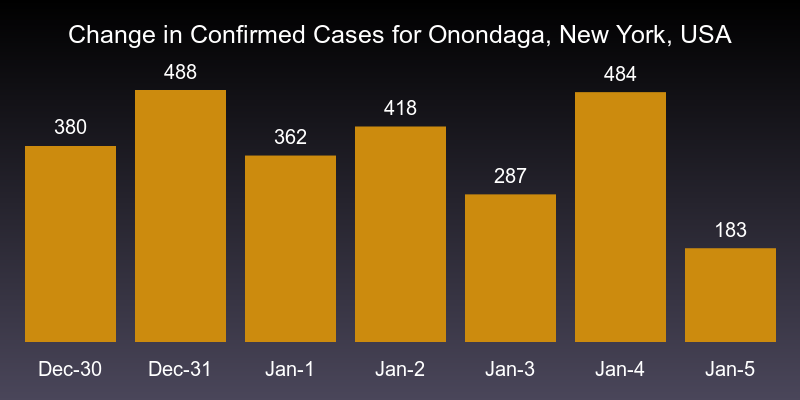 Change in Confirmed Cases for Onondaga, New York, USA
380
488
362
418
287
484
183
Dec-30
Dec-31
Jan-1
Jan-2
Jan-3
Jan-4
Jan-5